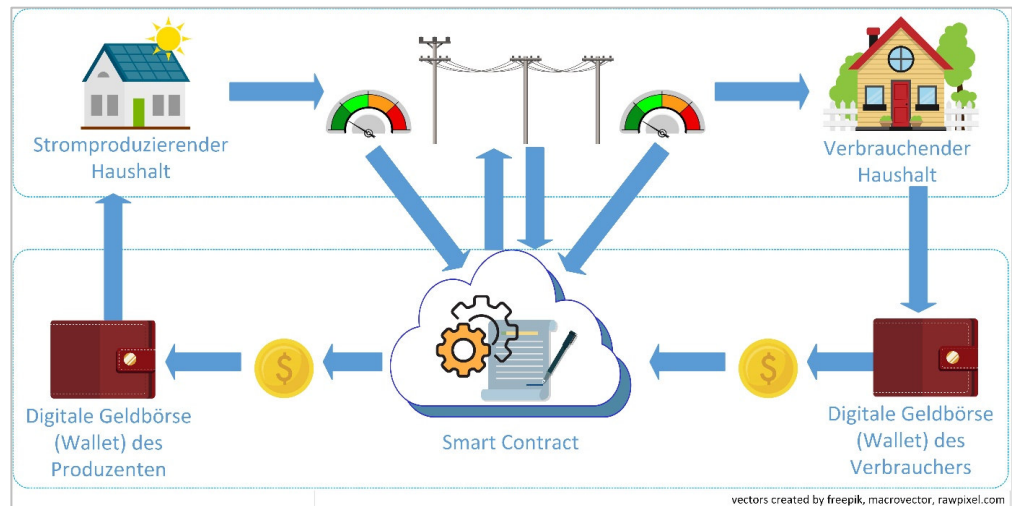 Stromproduzierender
Haushalt
Verbrauchender
Haushalt
$
$
Digitale Geldbörse
(Wallet) des
Produzenten
Smart Contract
Digitale Geldbörse
(Wallet) des
Verbrauchers
vectors created by freepik, macrovector, rawpixel.com